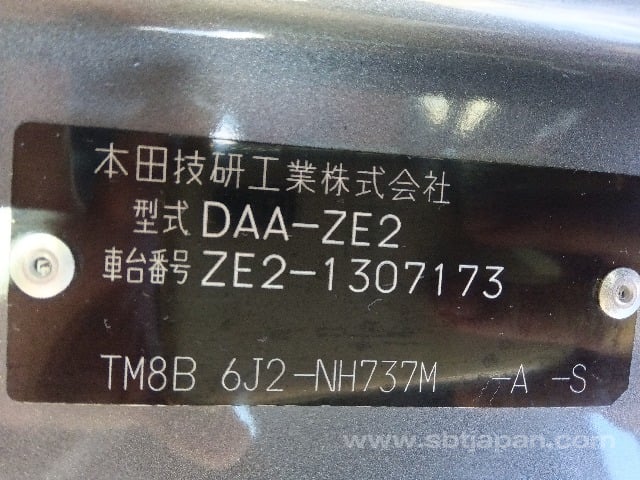 本田技研工業株式会社
型式 DAA-ZE2
車台番号 ZE2-1307173
TM8B 6J2-NH737M -A -S
www.sbtjapan.com